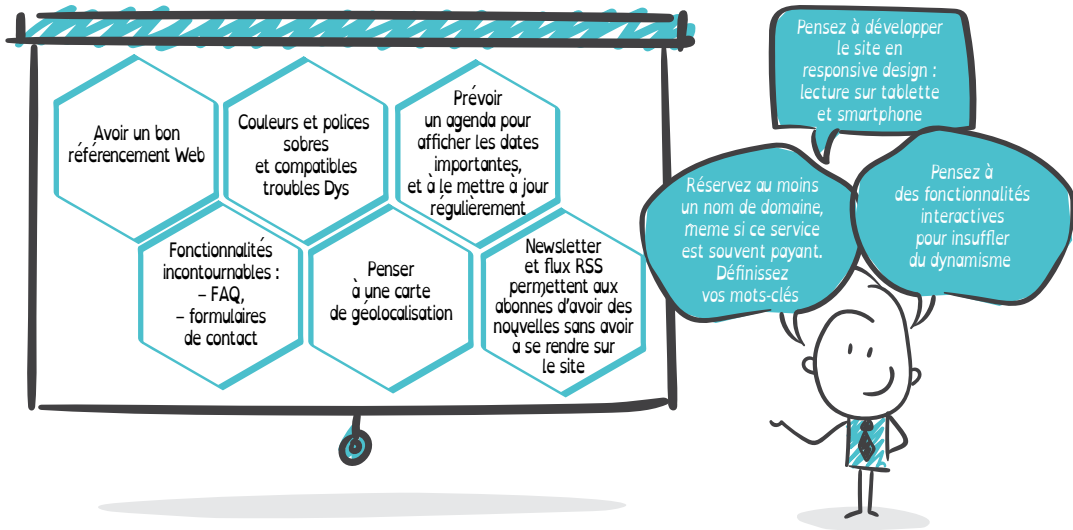 Avoir un bon
référencement Web
Couleurs et polices
sobres
et compatibles
troubles Dys
Prévoir
un agenda pour
afficher les dates
importantes,
et à le mettre à jour
régulièrement
Fonctionnalités
incontournables :
– FAQ,
– formulaires
de contact
Penser
à une carte
de géolocalisation
Newsletter
et flux RSS
permettent aux
abonnes d'avoir des
nouvelles sans avoir
à se rendre sur
le site
Pensez à développer
le site en
responsive design :
lecture sur tablette
et smartphone
Réservez au moins
un nom de domaine,
meme si ce service
est souvent payant.
Définissez
vos mots-clés
Pensez à
des fonctionnalités
interactives
pour insuffler
du dynamisme